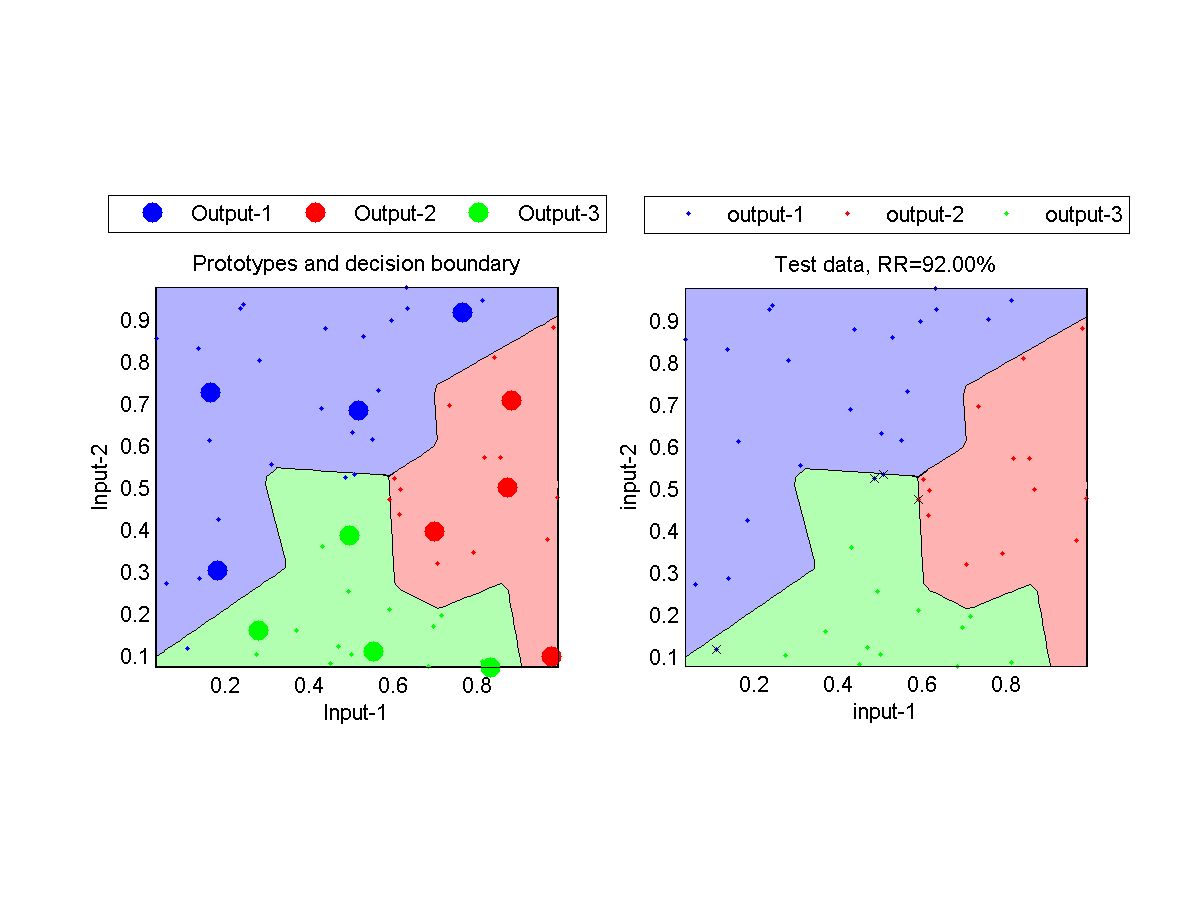 Output-1 Output-2 Output-3
Prototypes and decision boundary
0.9
0.8
0.7
0.6
0.5
0.4
0.3
0.2
0.1
Input-2
0.2 0.4 0.6 0.8
Input-1
output-1 output-2 output-3
Test data, RR=92.00%
0.9
0.8
0.7
0.6
0.5
0.4
0.3
0.2
0.1
input-2
0.2 0.4 0.6 0.8
input-1